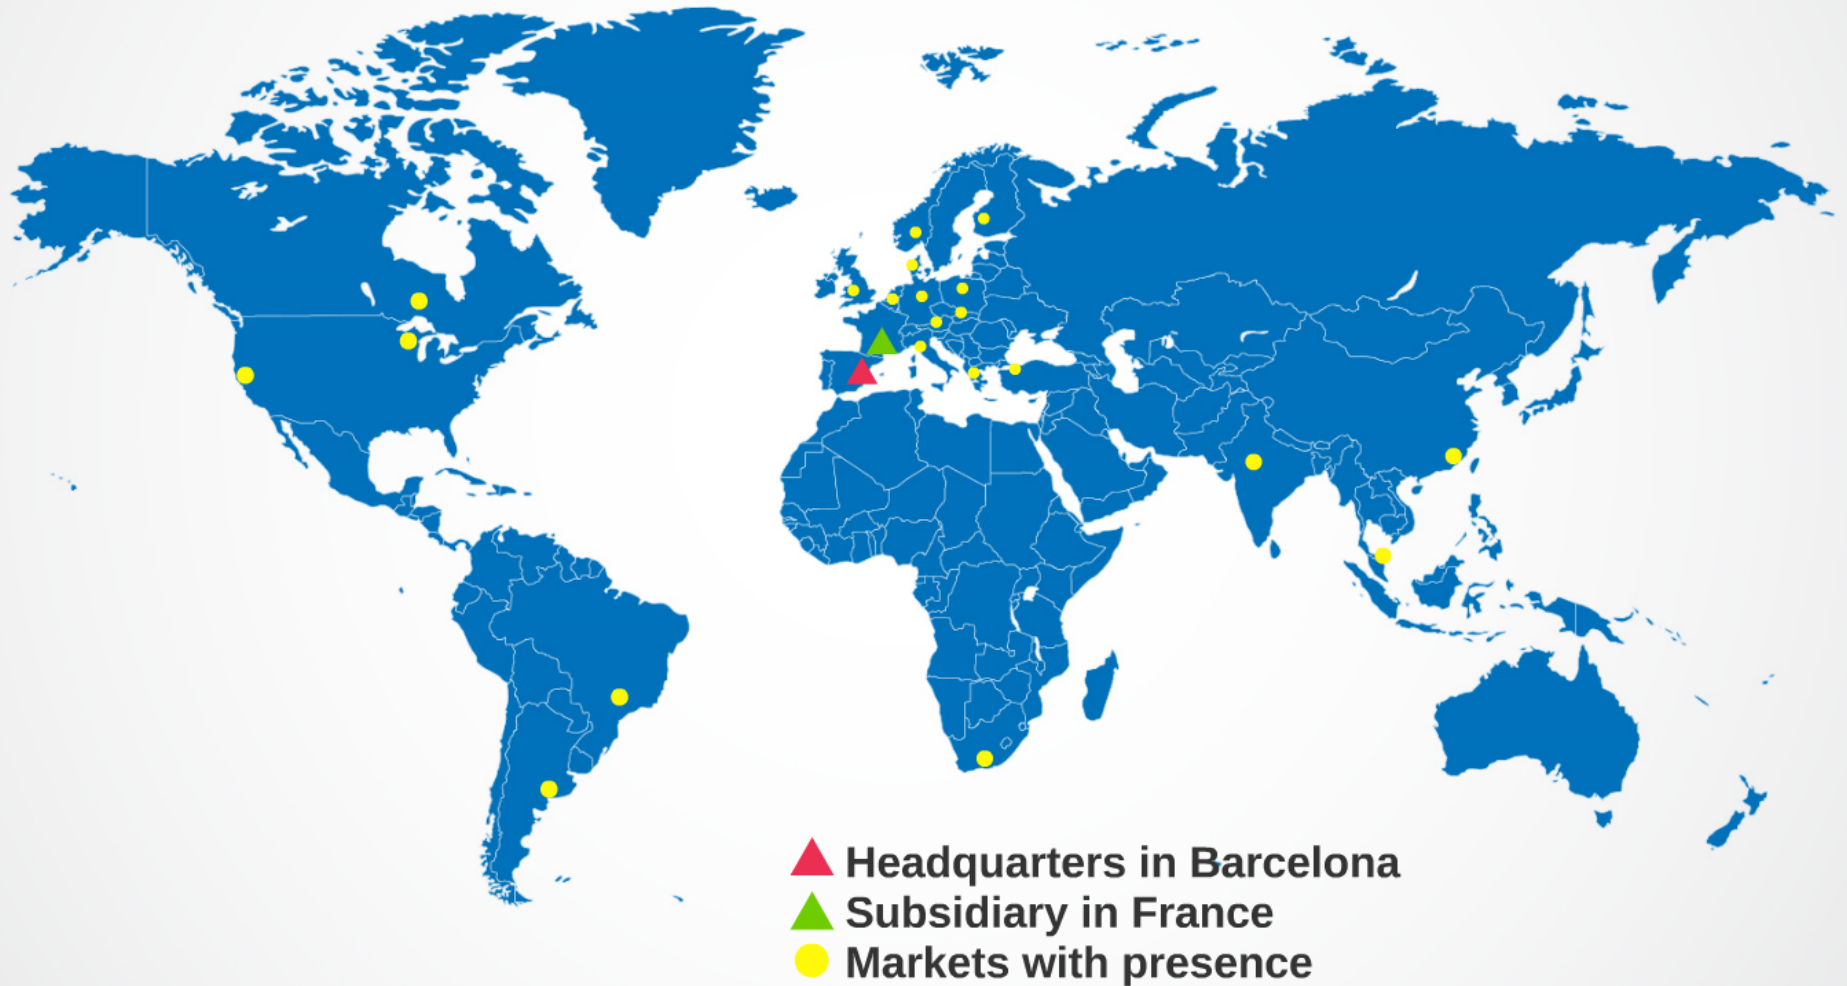 Headquarters in Barcelona
Subsidiary in France
Markets with presence